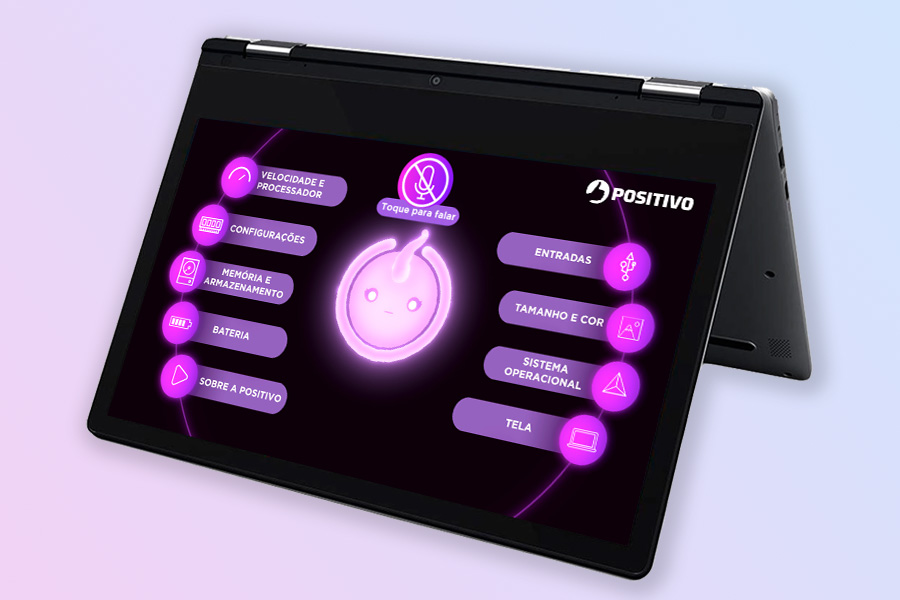 VELOCIDADE E
PROCESSADOR
CONFIGURAÇÕES
MEMÓRIA E
ARMAZENAMENTO
BATERIA
SOBRE A POSITIVO
Toque para falar
POSITIVO
ENTRADAS
TAMANHO E COR
SISTEMA
OPERACIONAL
TELA